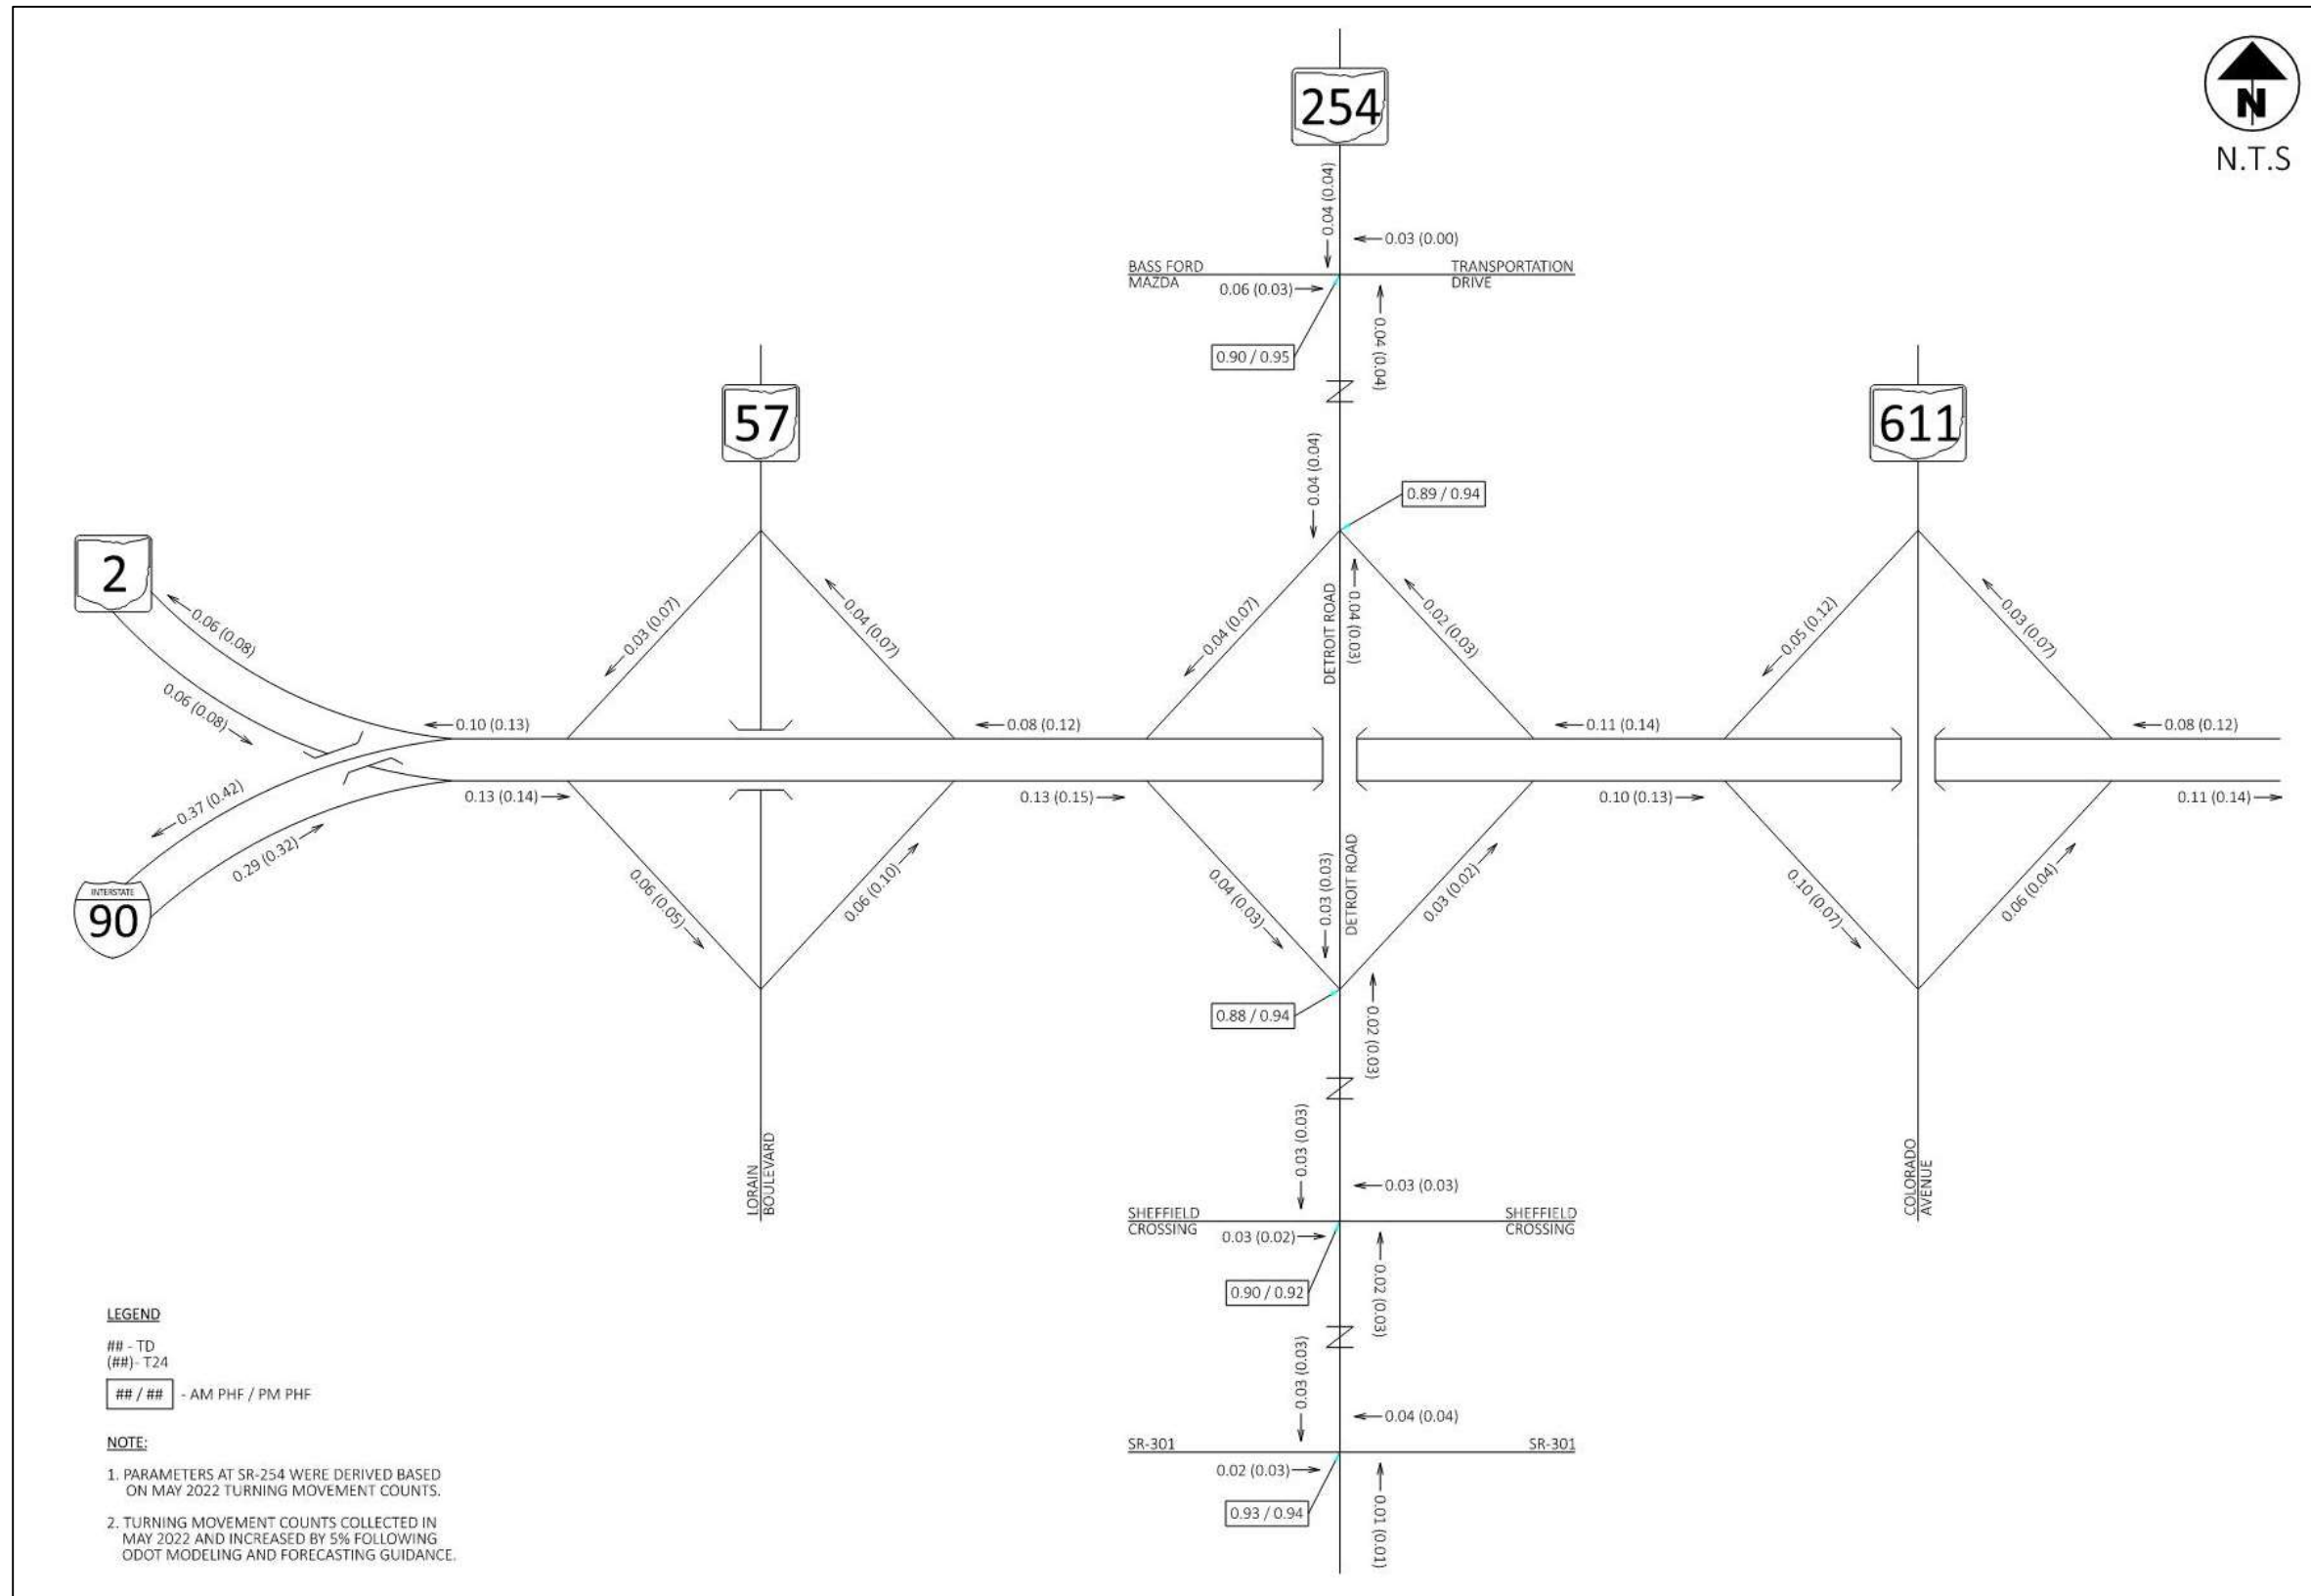 254
N
N.T.S
0.04 (0.04)
0.03 (0.00)
BASS FORD
MAZDA
TRANSPORTATION
DRIVE
0.06 (0.03)
0.04 (0.04)
0.90 / 0.95
57
611
0.04 (0.04)
0.89 / 0.94
2
0.06 (0.08)
0.06 (0.08)
0.03 (0.07)
0.04 (0.07)
0.04 (0.07)
DETROIT ROAD
0.04 (0.03)
0.02 (0.03)
0.05 (0.12)
0.03 (0.07)
0.10 (0.13)
0.08 (0.12)
0.11 (0.14)
0.08 (0.12)
0.37 (0.42)
0.29 (0.32)
0.13 (0.14)
0.13 (0.15)
0.10 (0.13)
0.11 (0.14)
INTERSTATE
90
0.06 (0.05)
0.06 (0.10)
0.04 (0.03)
0.03 (0.03)
DETROIT ROAD
0.03 (0.02)
0.10 (0.07)
0.06 (0.04)
0.88 / 0.94
0.02 (0.03)
LORAIN
BOULEVARD
0.03 (0.03)
0.03 (0.03)
COLORADO
AVENUE
SHEFFIELD
CROSSING
SHEFFIELD
CROSSING
0.03 (0.02)
0.02 (0.03)
0.90 / 0.92
0.03 (0.03)
0.04 (0.04)
SR-301
SR-301
0.02 (0.03)
0.01 (0.01)
0.93 / 0.94
LEGEND
## - TD
(##)- T24
## / ## - AM PHF / PM PHF
NOTE:
1. PARAMETERS AT SR-254 WERE DERIVED BASED
ON MAY 2022 TURNING MOVEMENT COUNTS.
2. TURNING MOVEMENT COUNTS COLLECTED IN
MAY 2022 AND INCREASED BY 5% FOLLOWING
ODOT MODELING AND FORECASTING GUIDANCE.